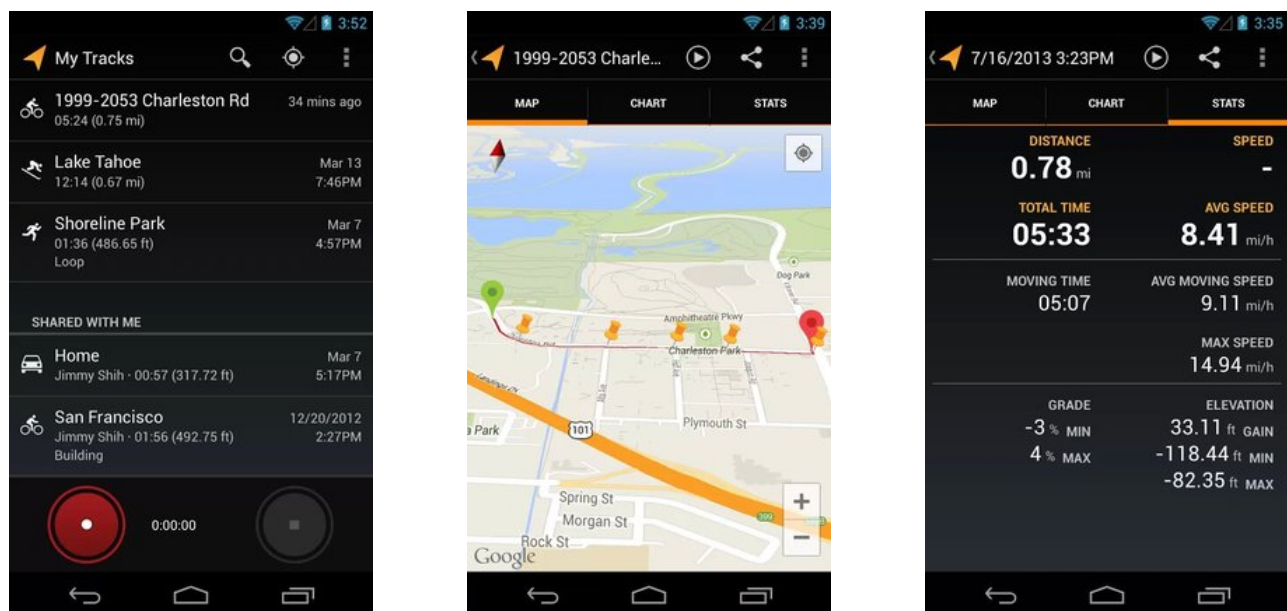 3:52
My Tracks
1999-2053 Charleston Rd 34 mins ago
05:24 (0.75 mi)
Lake Tahoe Mar 13
12:14 (0.67 mi) 7:46PM
Shoreline Park Mar 7
01:36 (486.65 ft) 4:57PM
Loop
SHARED WITH ME
Home Mar 7
Jimmy Shih · 00:57 (317.72 ft) 5:17PM
San Francisco 12/20/2012
Jimmy Shih · 01:56 (492.75 ft) 2:27PM
Building
0:00:00
3:39
1999-2053 Charle...
MAP CHART STATS
Dog Park
Amphitheatre Pkwy
Charleston Park
Landings Dr
a Park
101
Plymouth St
Spring St
Morgan St
Rock St
Google
+
−
3:35
7/16/2013 3:23PM
MAP CHART STATS
DISTANCE SPEED
0.78 mi -
TOTAL TIME AVG SPEED
05:33 8.41 mi/h
MOVING TIME AVG MOVING SPEED
05:07 9.11 mi/h
MAX SPEED
14.94 mi/h
GRADE ELEVATION
-3 % MIN 33.11 ft GAIN
4 % MAX -118.44 ft MIN
-82.35 ft MAX